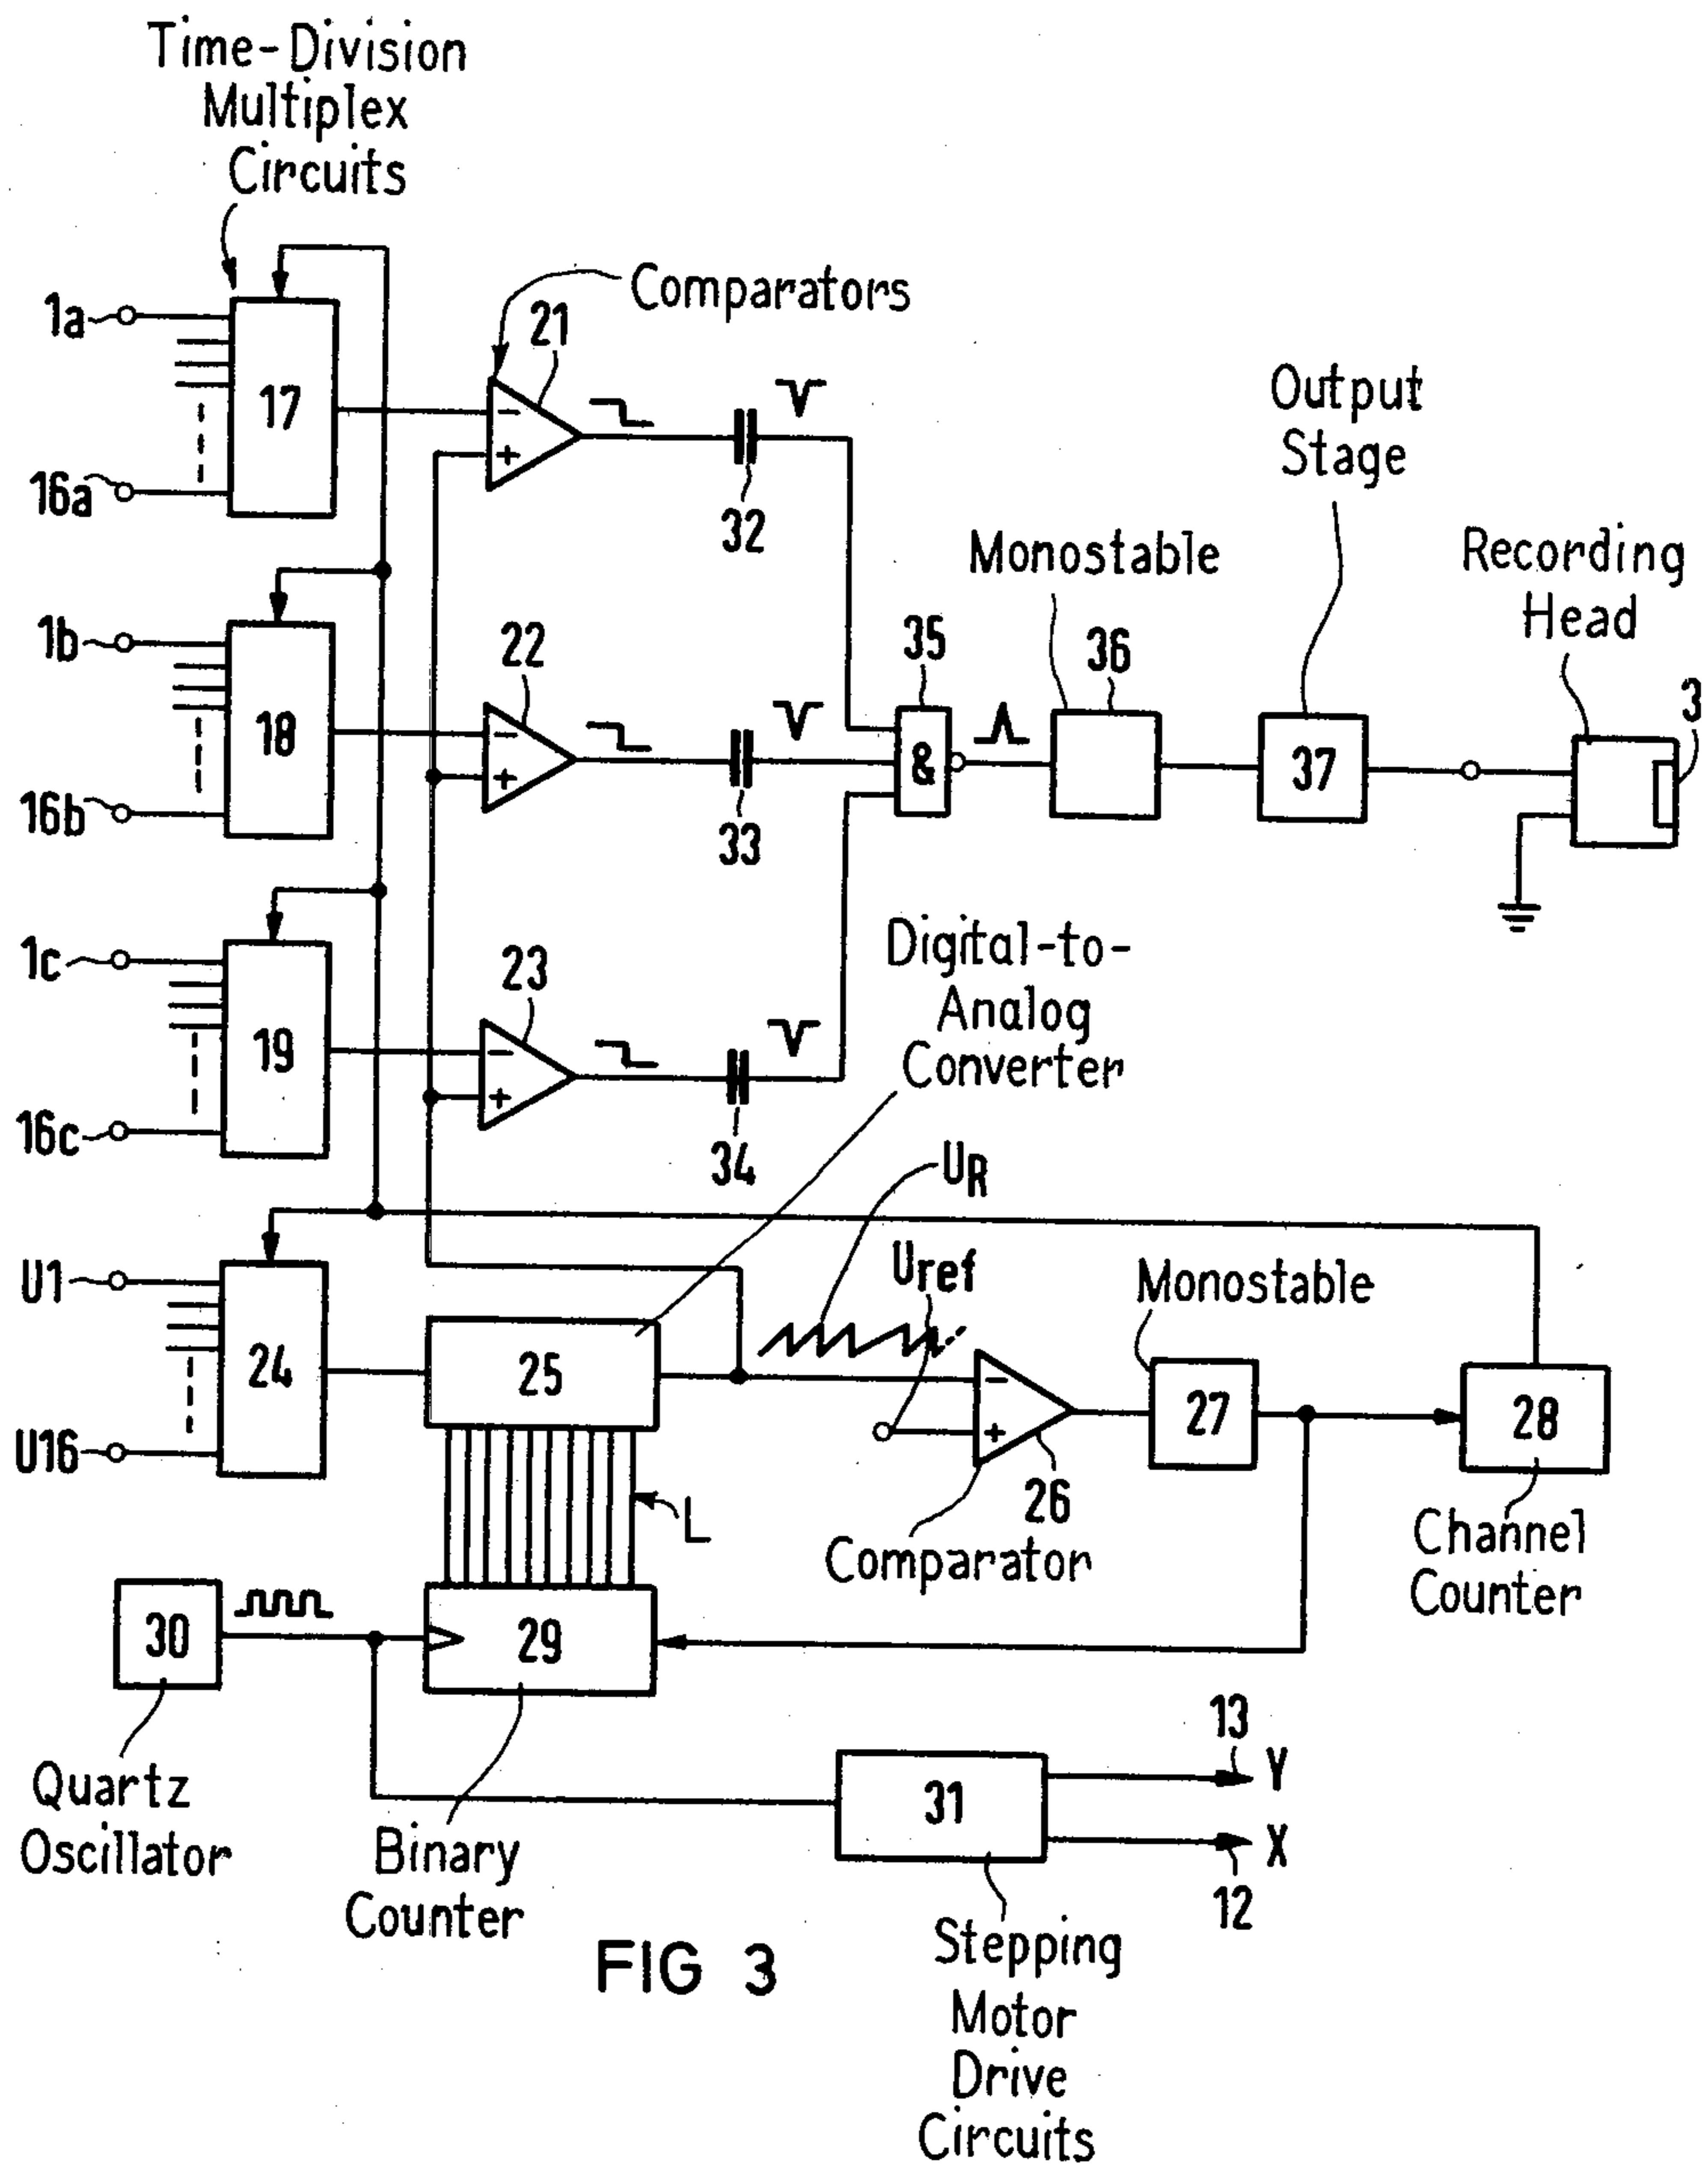 Time-Division
Multiplex
Circuits
1a
16a
17
Comparators
21
-
+
32
1b
16b
18
22
-
+
33
1c
16c
19
23
-
+
34
35
&
Monostable
36
Output
Stage
37
Recording
Head
3
Digital-to-
Analog
Converter
UR
Uref
U1
U16
24
25
L
-
+
26
Comparator
Monostable
27
28
Channel
Counter
30
Quartz
Oscillator
29
Binary
Counter
31
13
Y
X
12
Stepping
Motor
Drive
Circuits
FIG 3